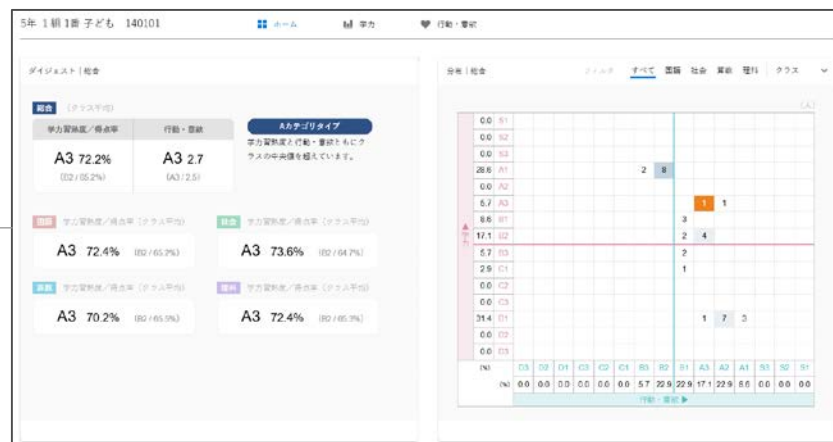 5年 1組1番 子ども 140101
ホーム 学力 行動・意欲
ダイジェスト | 総合
総合 (クラス平均)
学力習熟度/得点率 行動・意欲
A3 72.2% A3 2.7
(B2 / 65.2%) (A3 / 2.5)
Aカテゴリタイプ
学力習熟度と行動・意欲ともにク
ラスの中央値を超えています。
国語 学力習熟度/得点率 (クラス平均)
A3 72.4% (B2 / 65.2%)
社会 学力習熟度/得点率 (クラス平均)
A3 73.6% (B2 / 64.7%)
算数 学力習熟度/得点率 (クラス平均)
A3 70.2% (B2 / 65.5%)
理科 学力習熟度/得点率 (クラス平均)
A3 72.4% (B2 / 65.3%)
分布 | 総合
フィルタ すべて 国語 社会 算数 理科 クラス
(人)
0.0 S1
0.0 S2
0.0 S3
28.6 A1 2 8
0.0 A2
5.7 A3 1 1
8.6 B1 3
17.1 B2 2 4
5.7 B3 2
2.9 C1 1
0.0 C2
0.0 C3
31.4 D1 1 7 3
0.0 D2
0.0 D3
▲学力
(%) D3 D2 D1 C3 C2 C1 B3 B2 B1 A3 A2 A1 S3 S2 S1
(%) 0.0 0.0 0.0 0.0 0.0 0.0 5.7 22.9 22.9 17.1 22.9 8.6 0.0 0.0 0.0
行動・意欲 ▶